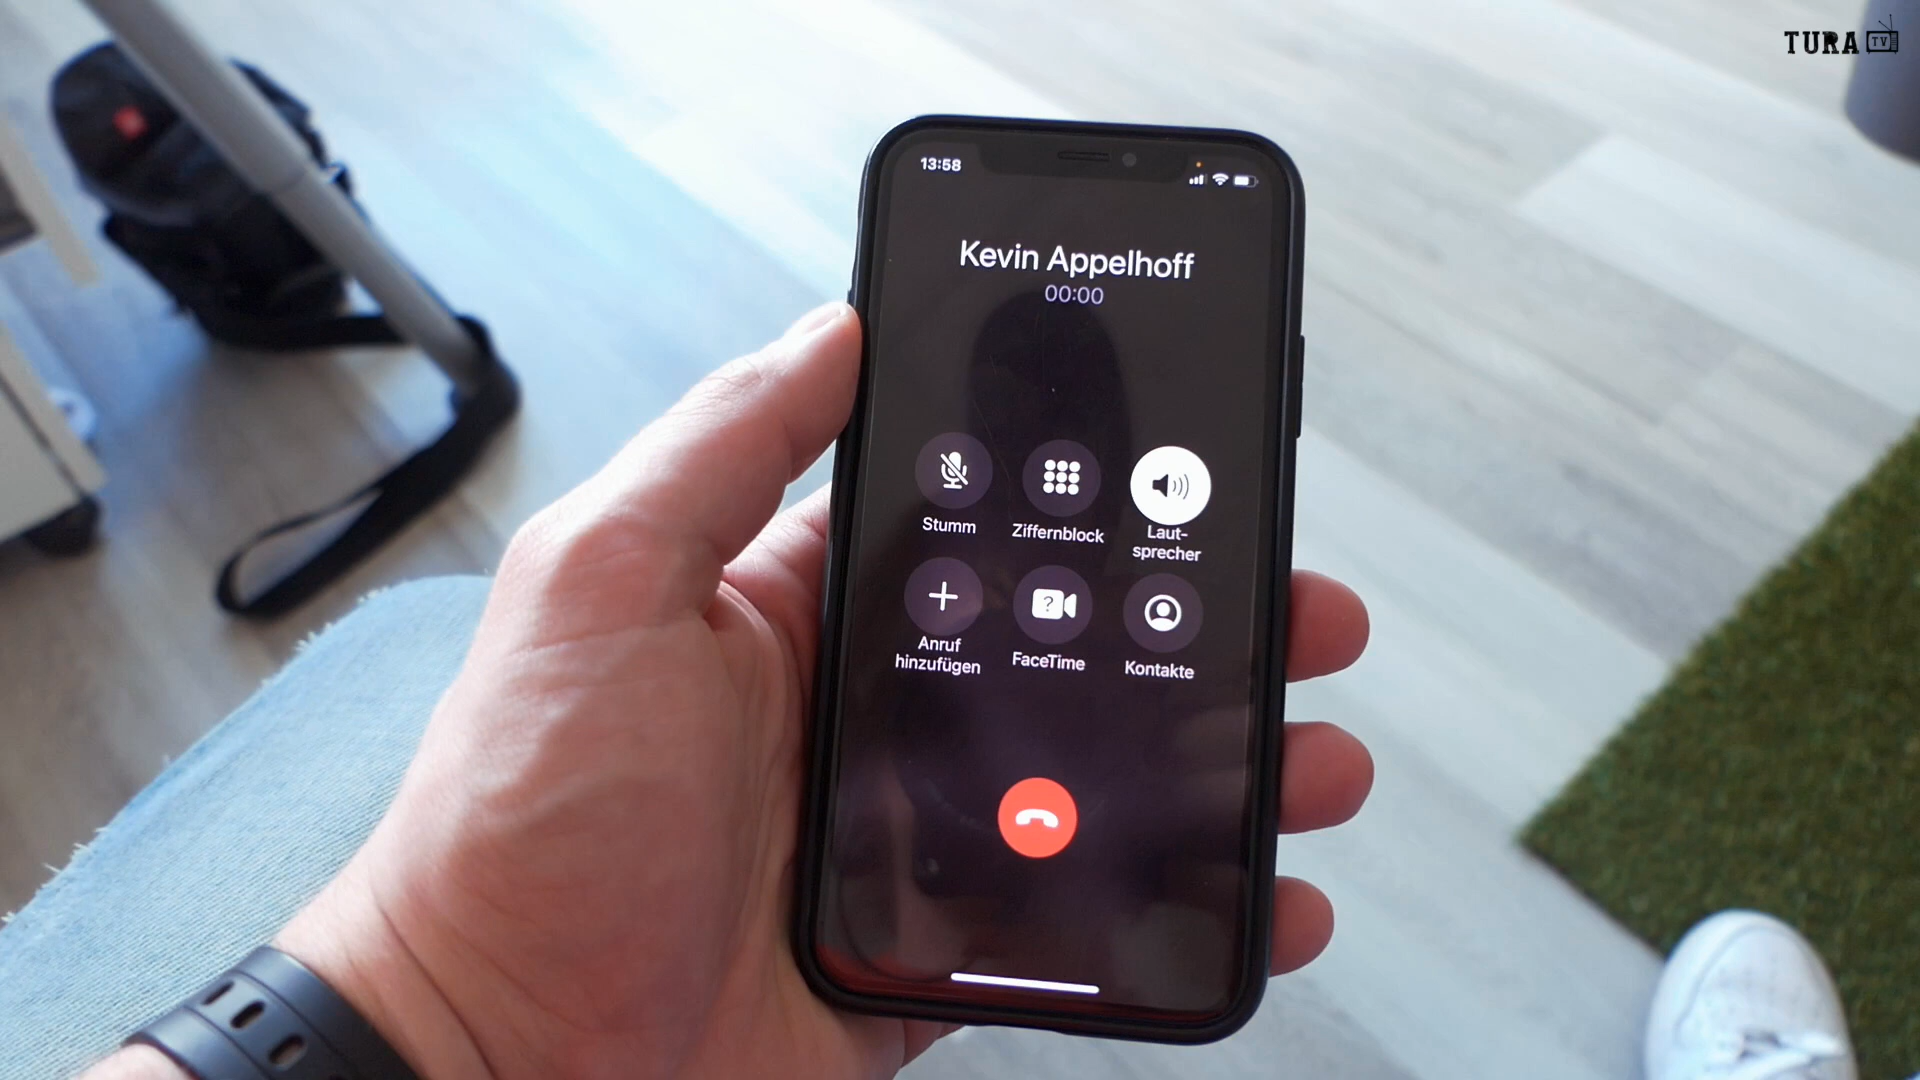 TURA TV
13:58
Kevin Appelhoff
00:00
Stumm
Ziffernblock
Laut-
sprecher
?
Anruf
hinzufügen
FaceTime
Kontakte